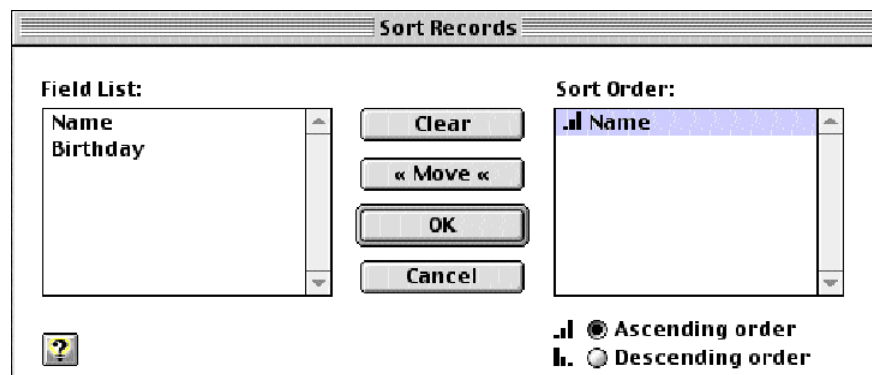 Sort Records
Field List:
Name
Birthday
Clear
« Move «
OK
Cancel
?
Sort Order:
Name
Ascending order
Descending order